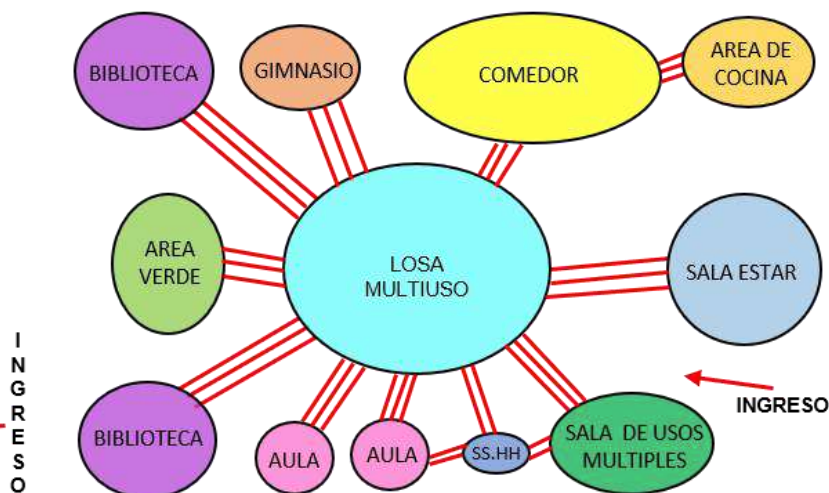 BIBLIOTECA
GIMNASIO
COMEDOR
AREA DE
COCINA
AREA
VERDE
LOSA
MULTIUSO
SALA ESTAR
INGRESO
INGRESO
BIBLIOTECA
AULA
AULA
SS.HH
SALA DE USOS
MULTIPLES